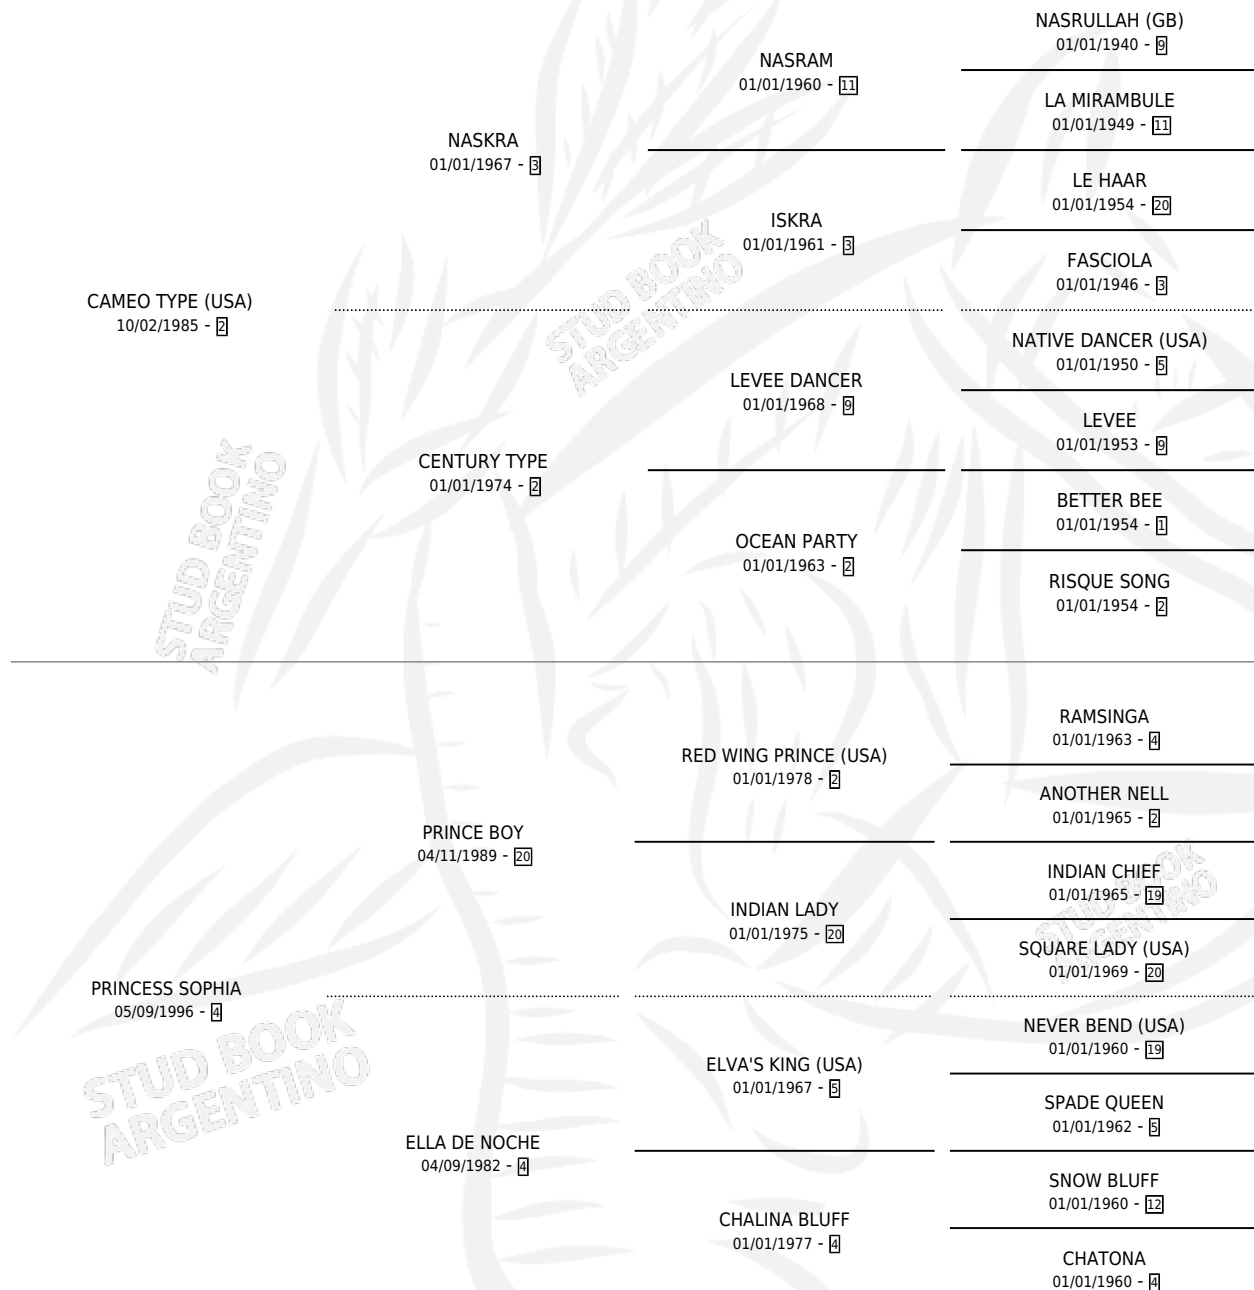 NASRULLAH (GB)
01/01/1940 - 9
NASRAM
01/01/1960 - 11
LA MIRAMBULE
01/01/1949 - 11
NASKRA
01/01/1967 - 3
LE HAAR
01/01/1954 - 20
ISKRA
01/01/1961 - 3
FASCIOLA
01/01/1946 - 3
CAMEO TYPE (USA)
10/02/1985 - 2
STUD BOOK
ARGENTINO
NATIVE DANCER (USA)
01/01/1950 - 5
LEVEE DANCER
01/01/1968 - 9
LEVEE
01/01/1953 - 9
CENTURY TYPE
01/01/1974 - 2
BETTER BEE
01/01/1954 - 1
OCEAN PARTY
01/01/1963 - 2
RISQUE SONG
01/01/1954 - 2
STUD BOOK
ARGENTINO
RAMSINGA
01/01/1963 - 4
RED WING PRINCE (USA)
01/01/1978 - 2
ANOTHER NELL
01/01/1965 - 2
PRINCE BOY
04/11/1989 - 20
INDIAN CHIEF
01/01/1965 - 19
INDIAN LADY
01/01/1975 - 20
STUD BOOK
ARGENTINO
SQUARE LADY (USA)
01/01/1969 - 20
PRINCESS SOPHIA
05/09/1996 - 4
STUD BOOK
ARGENTINO
NEVER BEND (USA)
01/01/1960 - 19
ELVA'S KING (USA)
01/01/1967 - 5
SPADE QUEEN
01/01/1962 - 5
ELLA DE NOCHE
04/09/1982 - 4
SNOW BLUFF
01/01/1960 - 12
CHALINA BLUFF
01/01/1977 - 4
CHATONA
01/01/1960 - 4